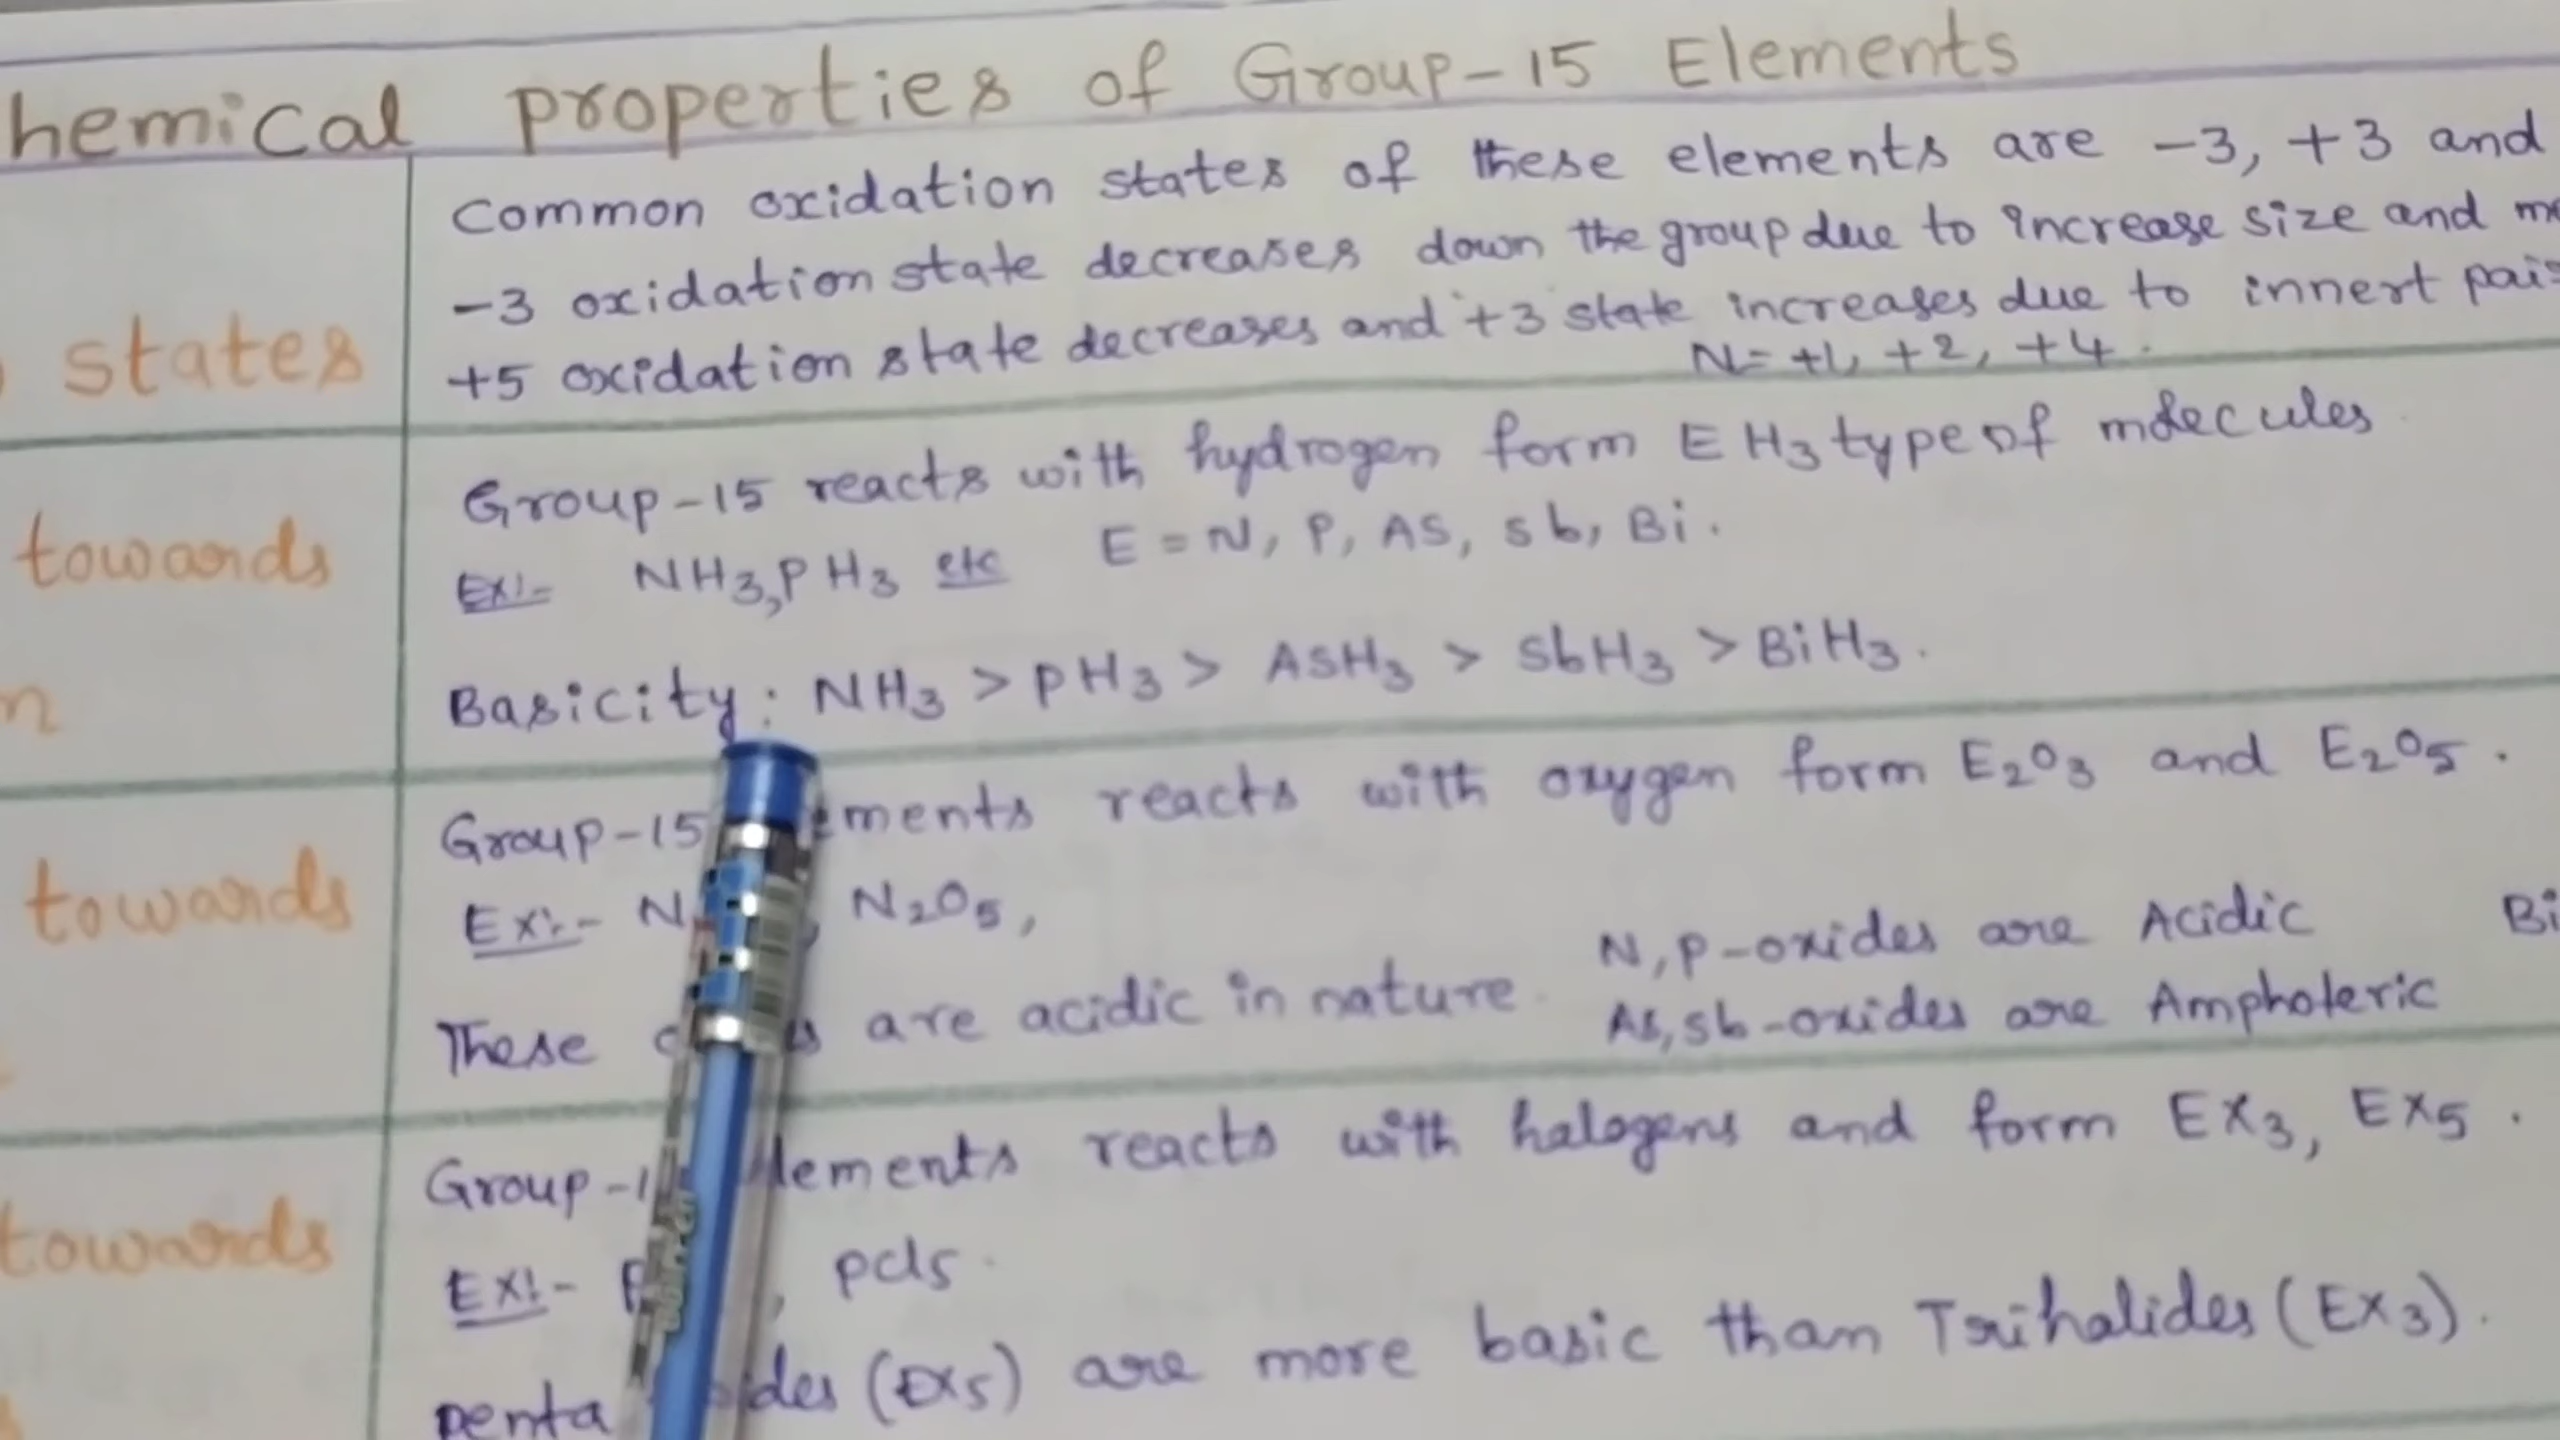 hemical properties of Group-15 Elements
states
Common oxidation states of these elements are -3, +3 and
-3 oxidation state decreases down the group due to increase size and
+5 oxidation state decreases and +3 state increases due to innert pair
N= +1, +2, +4.
towards
n
Group-15 reacts with hydrogen form EH3 type of molecules
Ex:- NH3, PH3 etc E = N, P, AS, Sb, Bi.
Basicity: NH3 > PH3 > ASH3 > SbH3 > BiH3.
towards
Group-15 ements reacts with oxygen form E2O3 and E2O5.
Ex:- N , N2O5,
These are acidic in nature.
N, P-oxides are Acidic Bi
As, Sb-oxides are Amphoteric
towards
Group-1 lements reacts with halogens and form EX3, EX5.
Ex:- P , pcl5.
penta ides (EX5) are more basic than Trihalides (EX3).